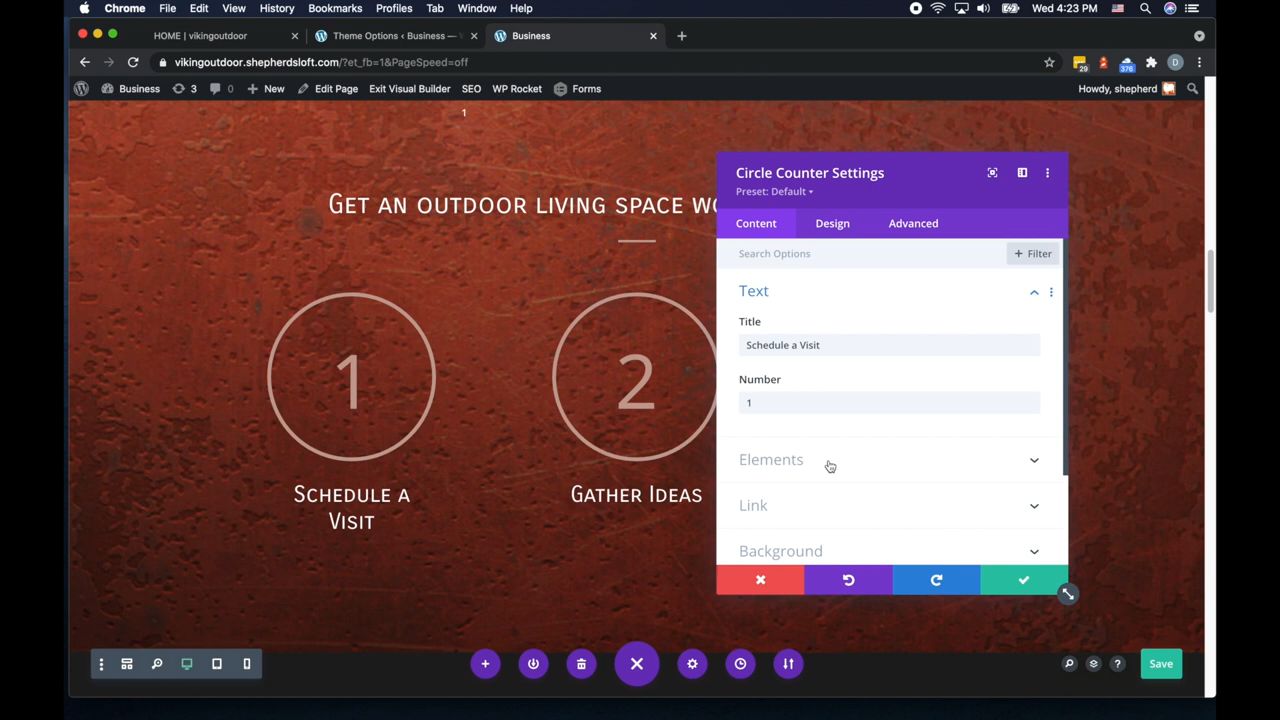 Chrome File Edit View History Bookmarks Profiles Tab Window Help
Wed 4:23 PM
HOME | vikingoutdoor
Theme Options ‹ Business —
Business
vikingoutdoor.shepherdsloft.com/?et_fb=1&PageSpeed=off
29
376
D
Business 3 0 New Edit Page Exit Visual Builder SEO WP Rocket Forms
Howdy, shepherd
1
Get an outdoor living space
1
2
Schedule a
Visit
Gather Ideas
Circle Counter Settings
Preset: Default
Content Design Advanced
Search Options
+ Filter
Text
Title
Schedule a Visit
Number
1
Elements
Link
Background
?
Save